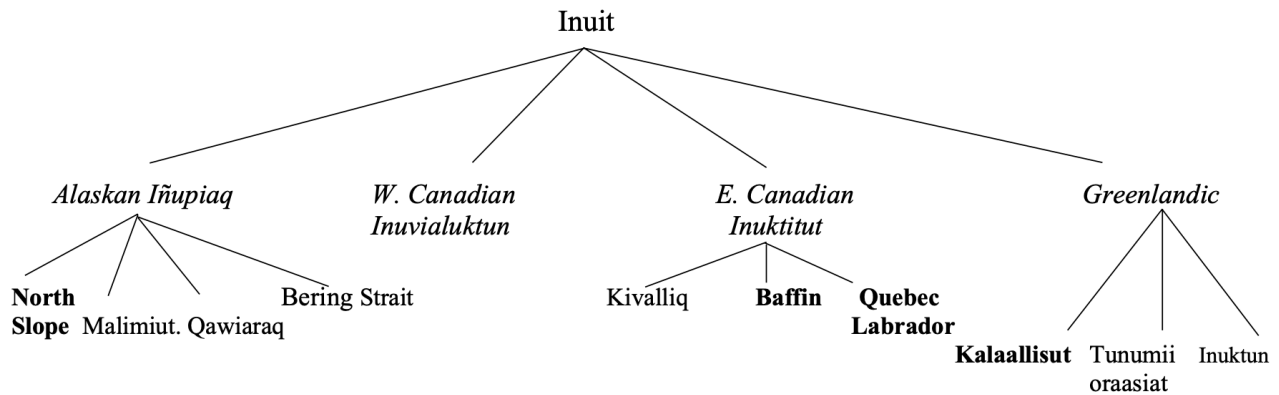 Inuit
Alaskan Iñupiaq
W. Canadian
Inuvialuktun
E. Canadian
Inuktitut
Greenlandic
North
Slope
Malimiut.
Qawiaraq
Bering Strait
Kivalliq
Baffin
Quebec
Labrador
Kalaallisut
Tunumii
oraasiat
Inuktun